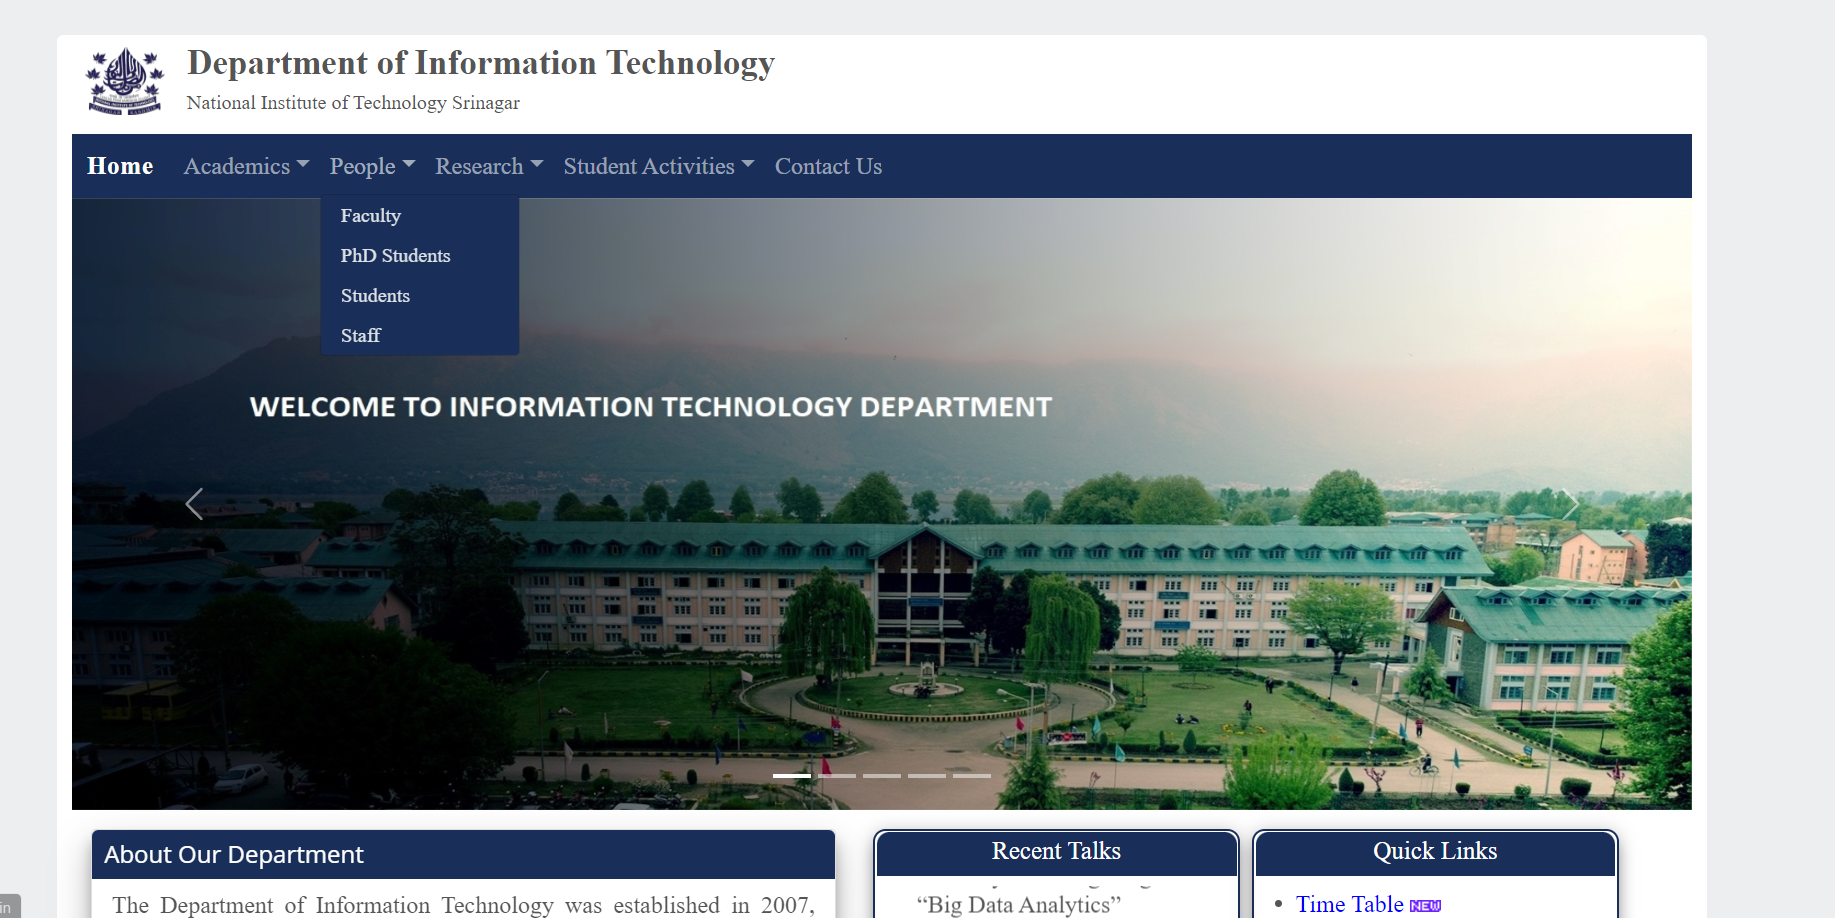 Department of Information Technology
National Institute of Technology Srinagar
Home Academics People Research Student Activities Contact Us
Faculty
PhD Students
Students
Staff
WELCOME TO INFORMATION TECHNOLOGY DEPARTMENT
About Our Department
The Department of Information Technology was established in 2007,
Recent Talks
“Big Data Analytics”
Quick Links
Time Table NEW
in